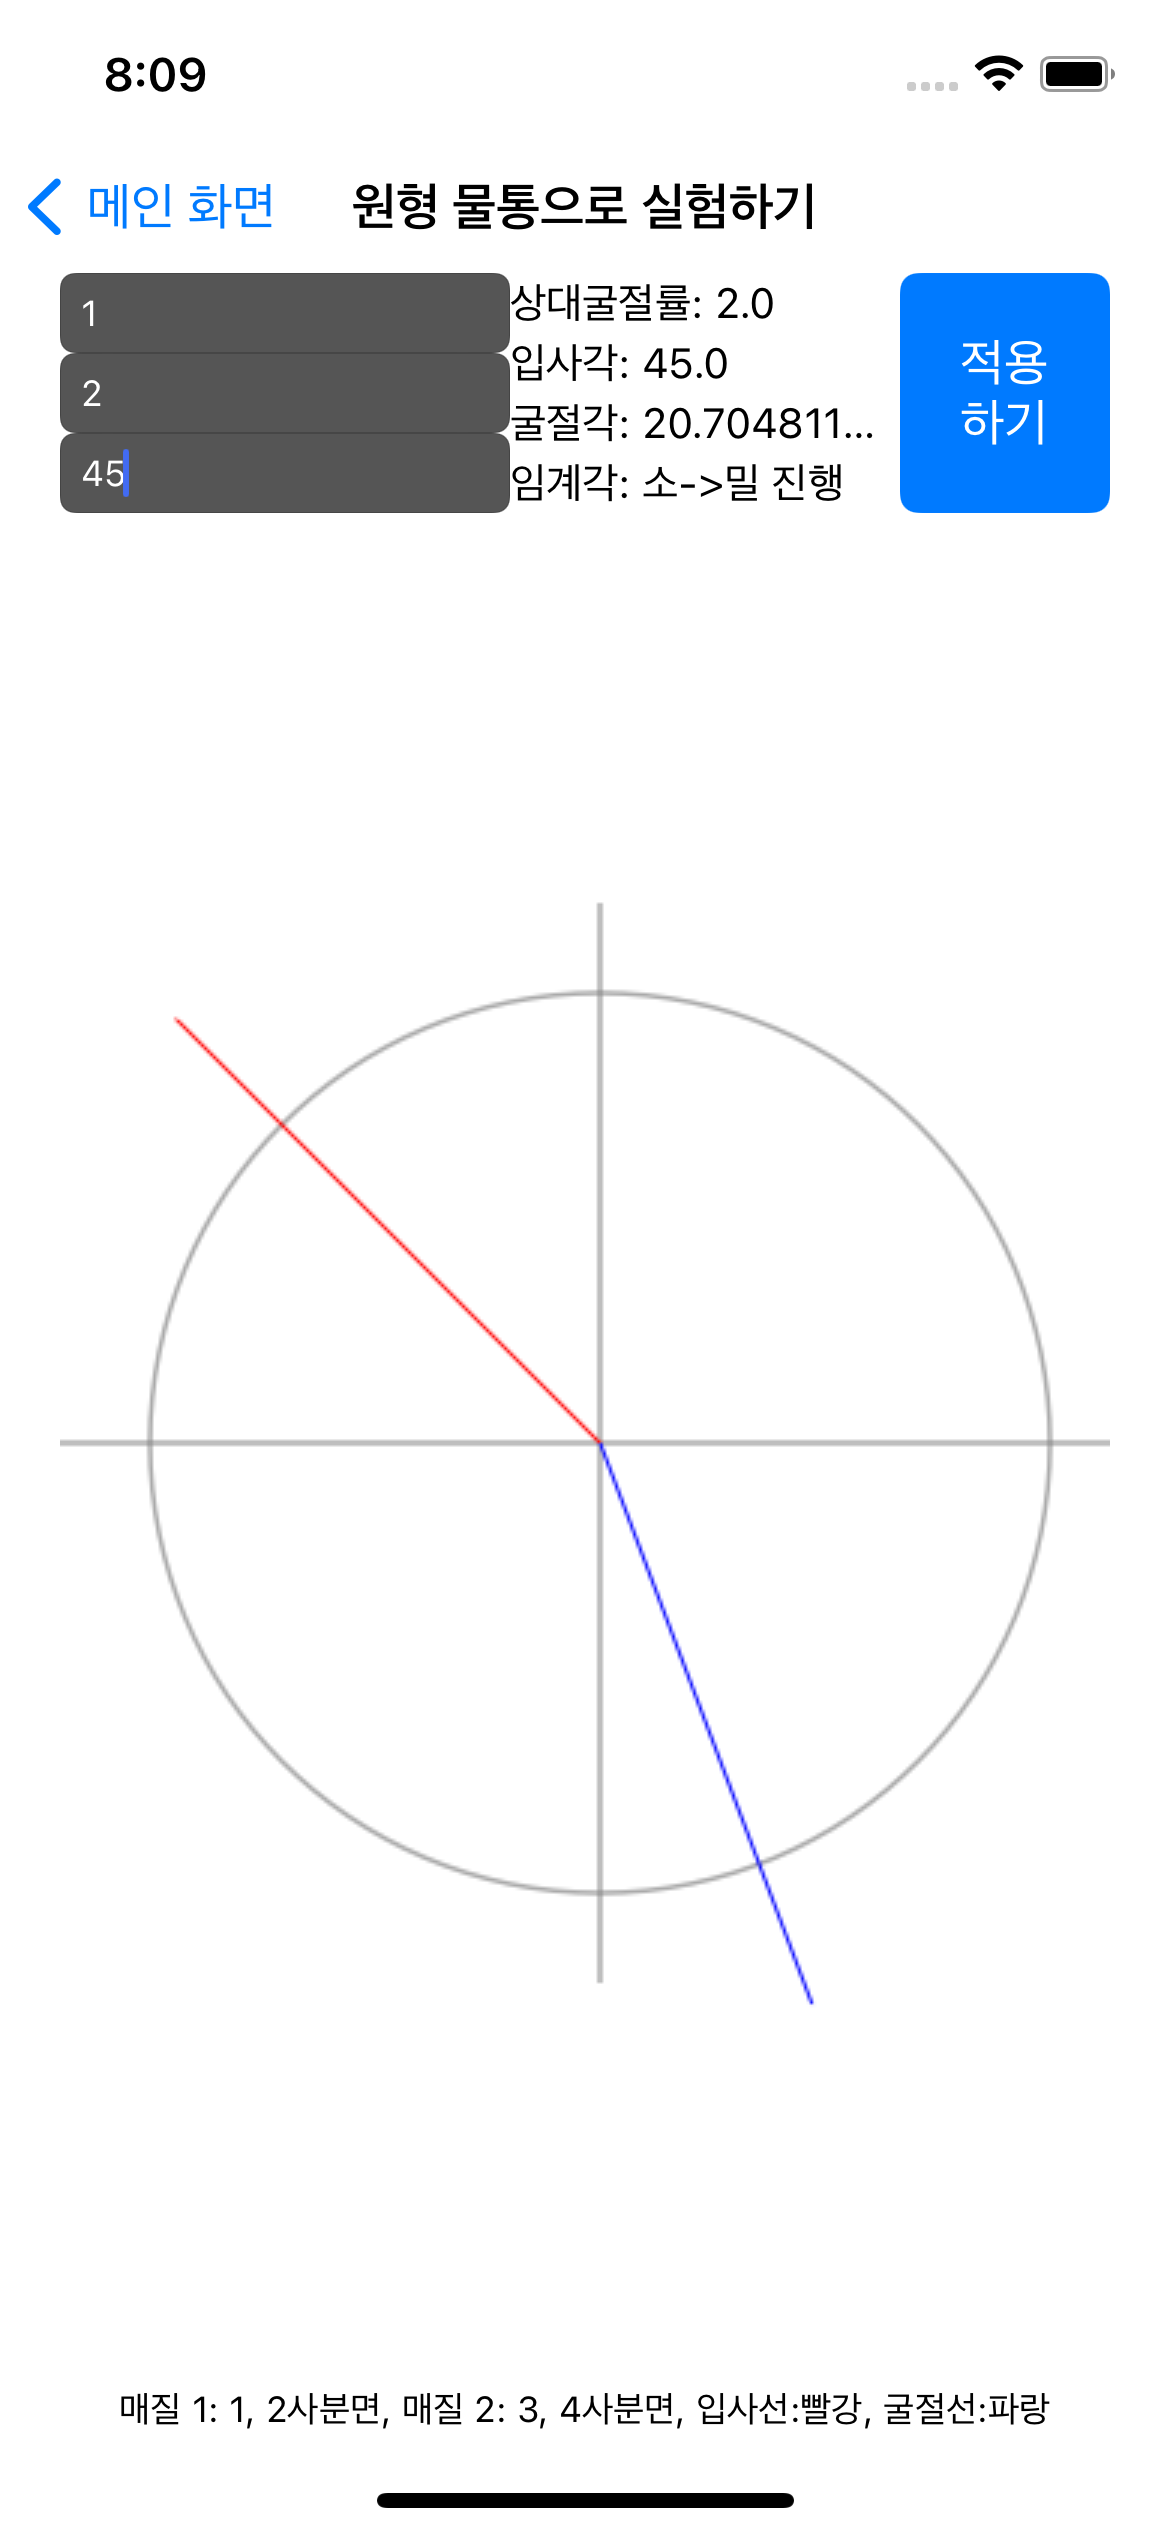 8:09
메인 화면
원형 물통으로 실험하기
1
2
45
상대굴절률: 2.0
입사각: 45.0
굴절각: 20.704811...
임계각: 소->밀 진행
적용
하기
매질 1: 1, 2사분면, 매질 2: 3, 4사분면, 입사선:빨강, 굴절선:파랑